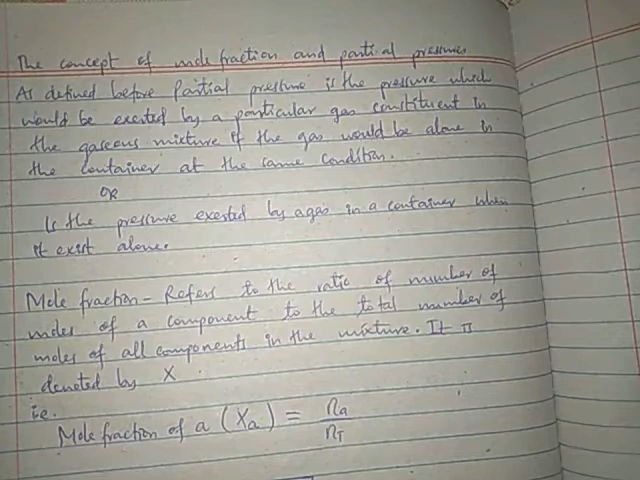 The concept of mole fraction and partial pressures
As defined before Partial pressure is the pressure which
would be exerted by a particular gas constituent in
the gaseous mixture if the gas would be alone in
the container at the same condition.
OR
Is the pressure exerted by a gas in a container when
it exist alone.
Mole fraction - Refers to the ratio of number of
moles of a component to the total number of
moles of all components in the mixture. It is
denoted by X
i.e.
Mole fraction of a (Xa) = na
nT